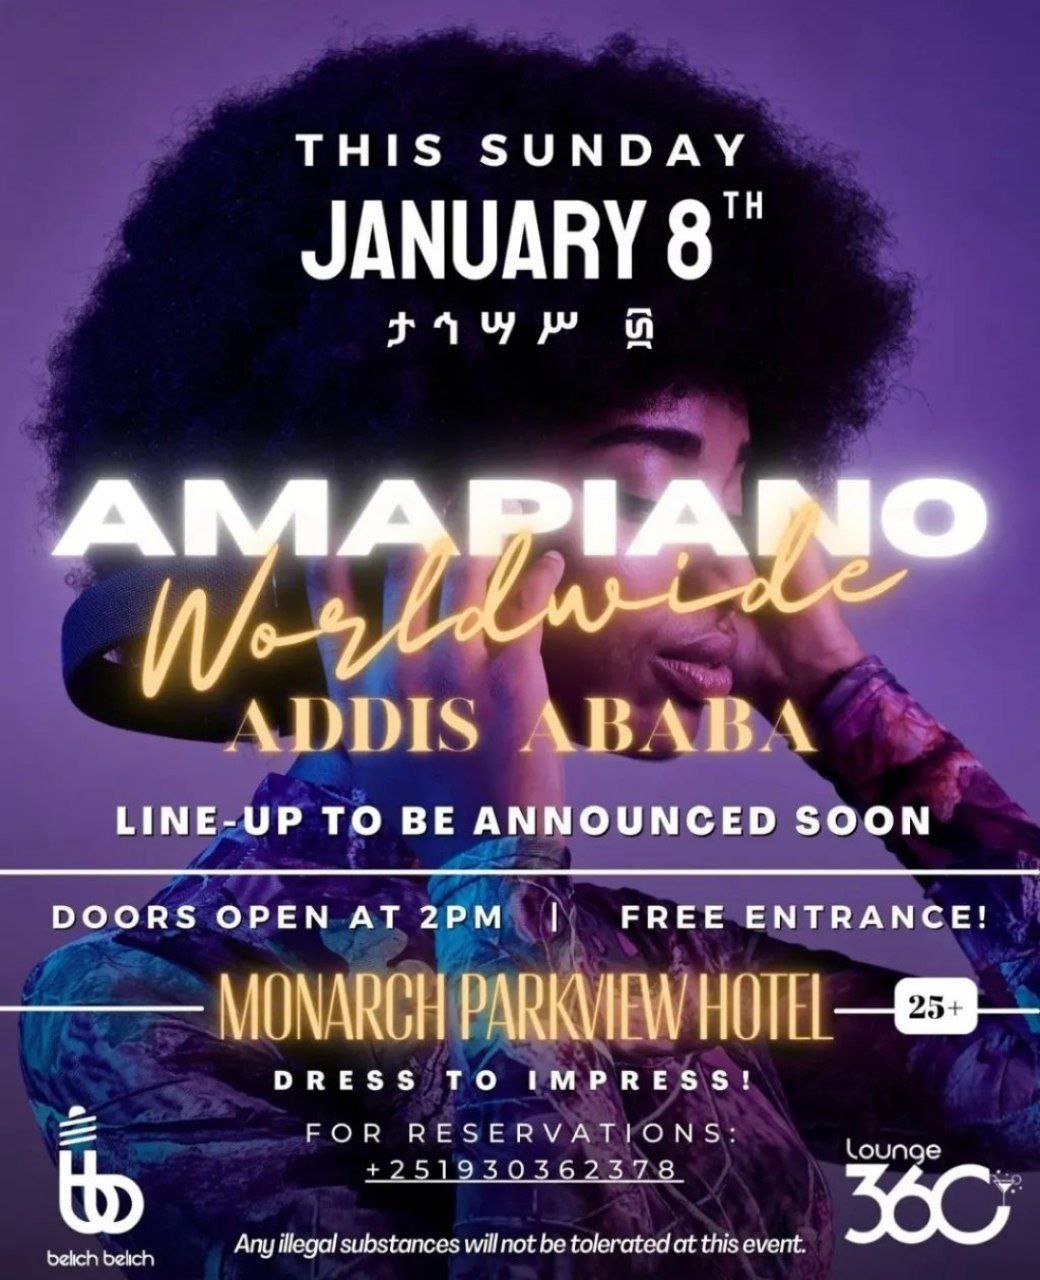 THIS SUNDAY
JANUARY 8TH
ታኅሣሥ ፴
AMAPIANO
Worldwide
ADDIS ABABA
LINE-UP TO BE ANNOUNCED SOON
DOORS OPEN AT 2PM | FREE ENTRANCE!
MONARCH PARKVIEW HOTEL
25+
DRESS TO IMPRESS!
FOR RESERVATIONS:
+251930362378
bb
belich belich
Lounge
360
Any illegal substances will not be tolerated at this event.